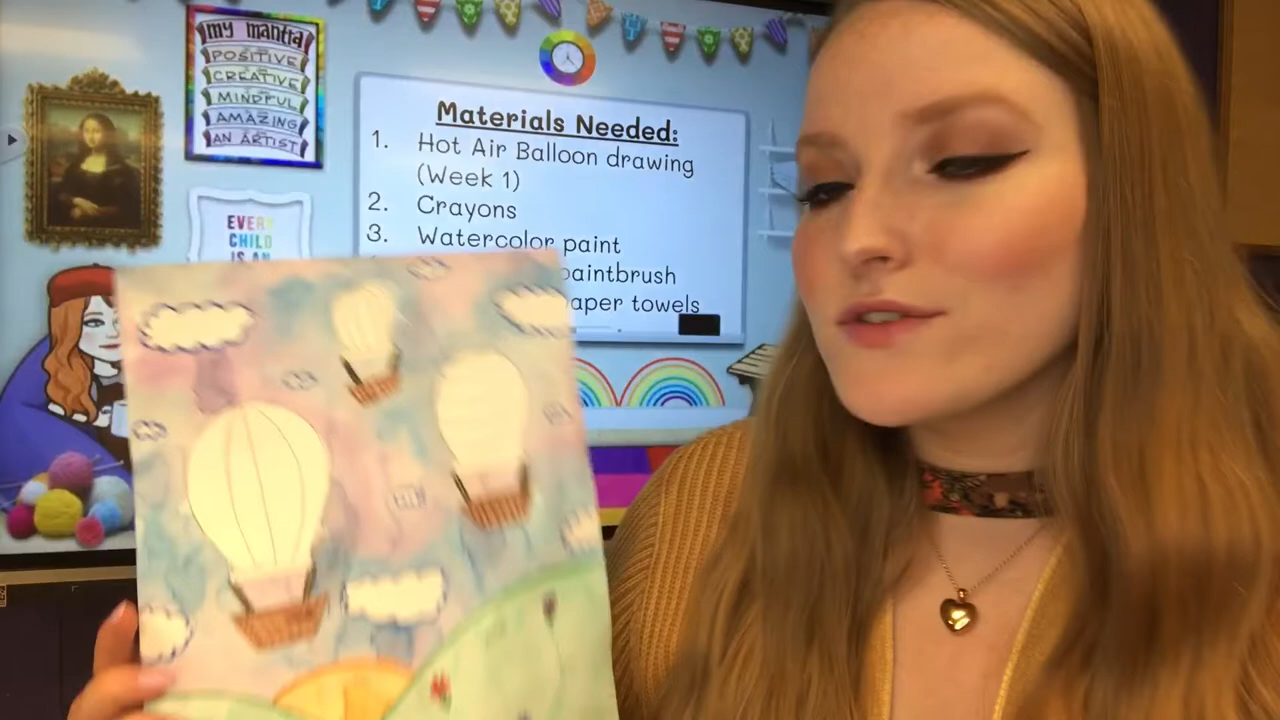 my mantra
POSITIVE
CREATIVE
MINDFUL
AMAZING
AN ARTIST
EVERY
CHILD
IS AN
Materials Needed:
1. Hot Air Balloon drawing
(Week 1)
2. Crayons
3. Watercolor paint
paintbrush
towels